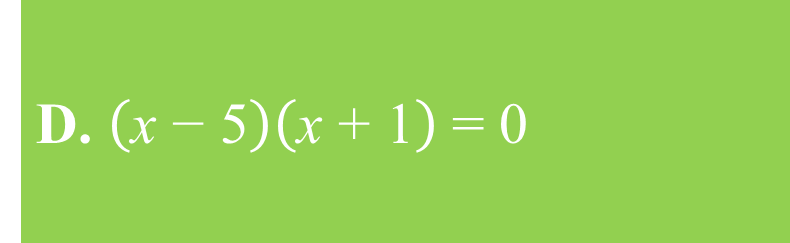 D. (x − 5)(x + 1) = 0